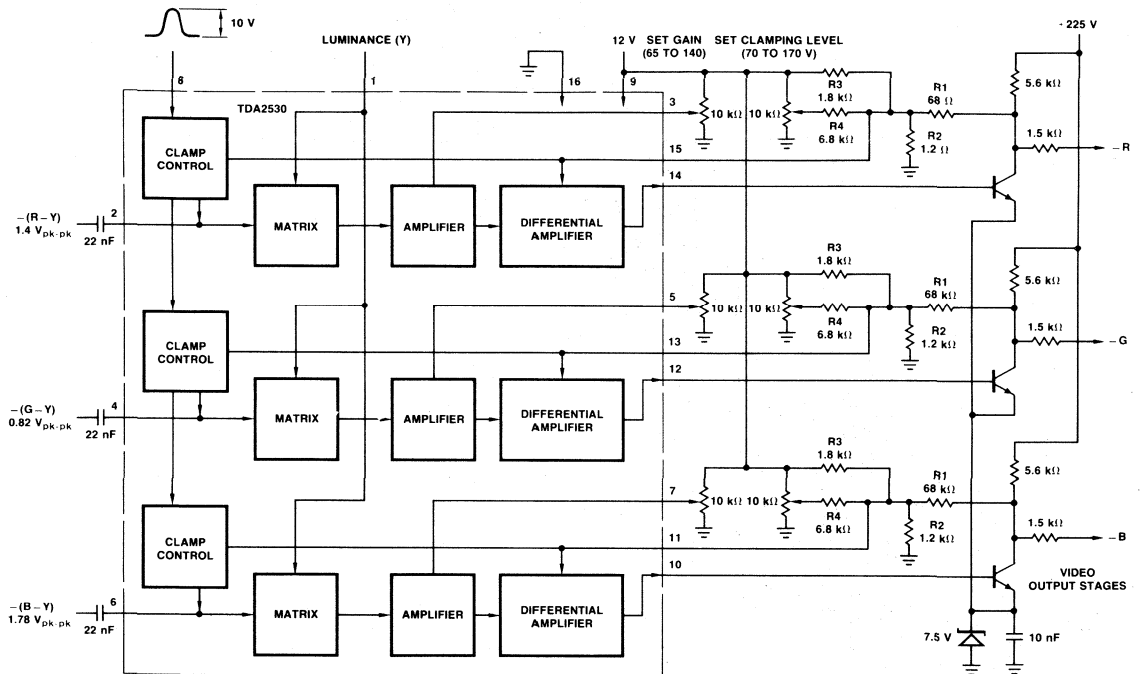 10 V
LUMINANCE (Y)
12 V
SET GAIN
(65 TO 140)
SET CLAMPING LEVEL
(70 TO 170 V)
· 225 V
6
1
16
9
TDA2530
3
10 kΩ
10 kΩ
R3
1.8 kΩ
R4
6.8 kΩ
R1
68 Ω
R2
1.2 Ω
5.6 kΩ
1.5 kΩ
−R
CLAMP
CONTROL
15
14
−(R−Y)
1.4 Vpk-pk
2
22 nF
MATRIX
AMPLIFIER
DIFFERENTIAL
AMPLIFIER
5
10 kΩ
10 kΩ
R3
1.8 kΩ
R4
6.8 kΩ
R1
68 kΩ
R2
1.2 kΩ
5.6 kΩ
1.5 kΩ
−G
CLAMP
CONTROL
13
12
−(G−Y)
0.82 Vpk-pk
4
22 nF
MATRIX
AMPLIFIER
DIFFERENTIAL
AMPLIFIER
7
10 kΩ
10 kΩ
R3
1.8 kΩ
R4
6.8 kΩ
R1
68 kΩ
R2
1.2 kΩ
5.6 kΩ
1.5 kΩ
−B
CLAMP
CONTROL
11
10
VIDEO
OUTPUT STAGES
−(B−Y)
1.78 Vpk-pk
6
22 nF
MATRIX
AMPLIFIER
DIFFERENTIAL
AMPLIFIER
7.5 V
10 nF